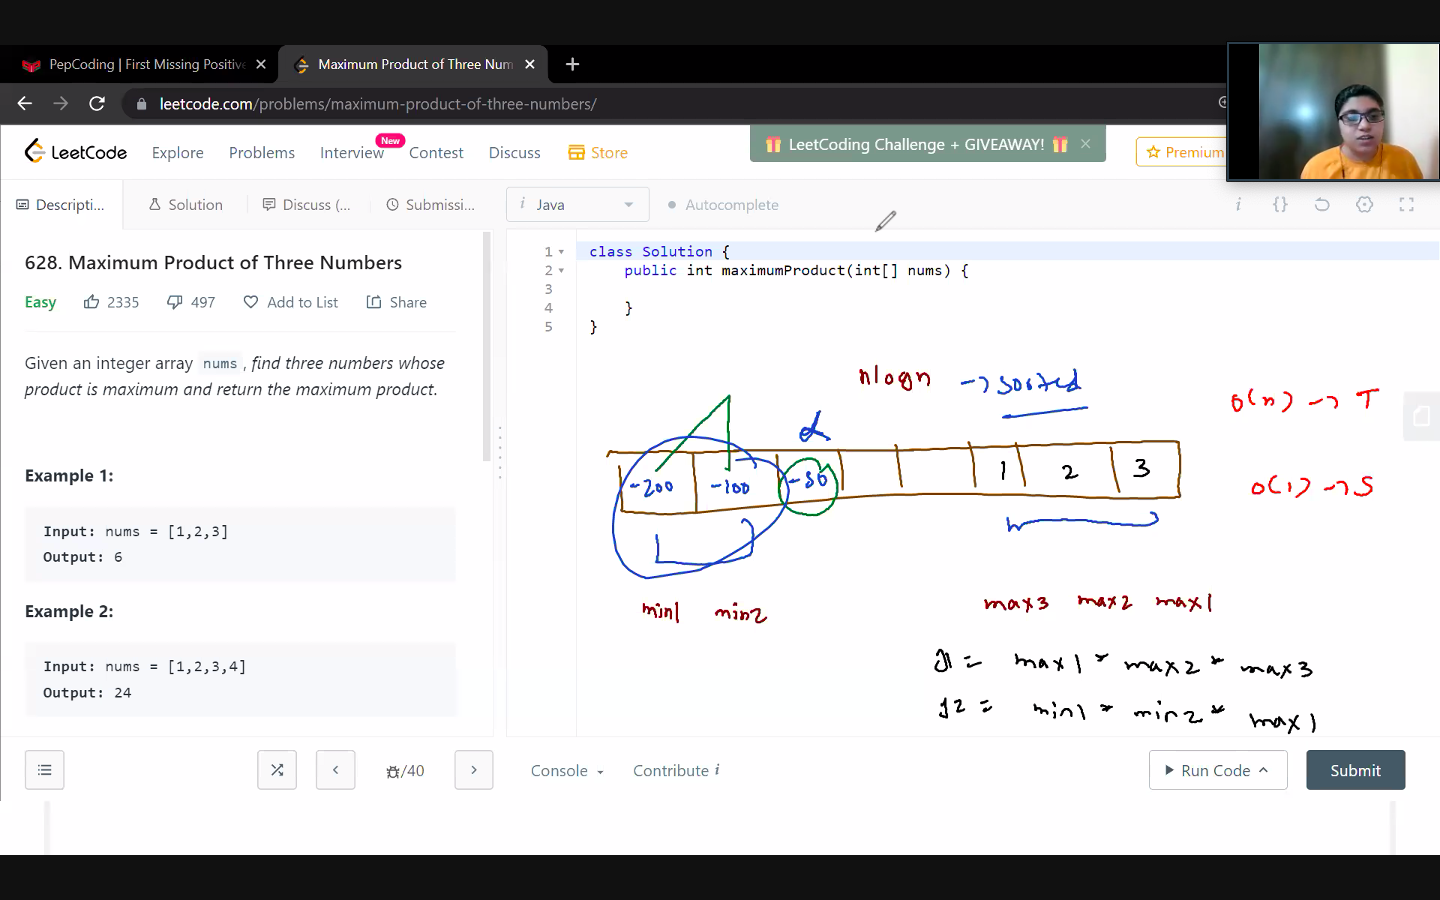 PepCoding | First Missing Positive
Maximum Product of Three Num
leetcode.com/problems/maximum-product-of-three-numbers/
LeetCode
Explore
Problems
Interview
New
Contest
Discuss
Store
LeetCoding Challenge + GIVEAWAY!
Premium
Descripti...
Solution
Discuss (...
Submissi...
i Java
Autocomplete
628. Maximum Product of Three Numbers
Easy
2335
497
Add to List
Share
Given an integer array nums, find three numbers whose
product is maximum and return the maximum product.
Example 1:
Input: nums = [1,2,3]
Output: 6
Example 2:
Input: nums = [1,2,3,4]
Output: 24
1 class Solution {
2 public int maximumProduct(int[] nums) {
3
4 }
5 }
nlogn → sorted
O(n) → T
-200 -100 -50 1 2 3
O(1) → S
min1 min2
max3 max2 max1
= max1 * max2 * max3
= min1 * min2 * max1
/40
Console
Contribute i
Run Code
Submit